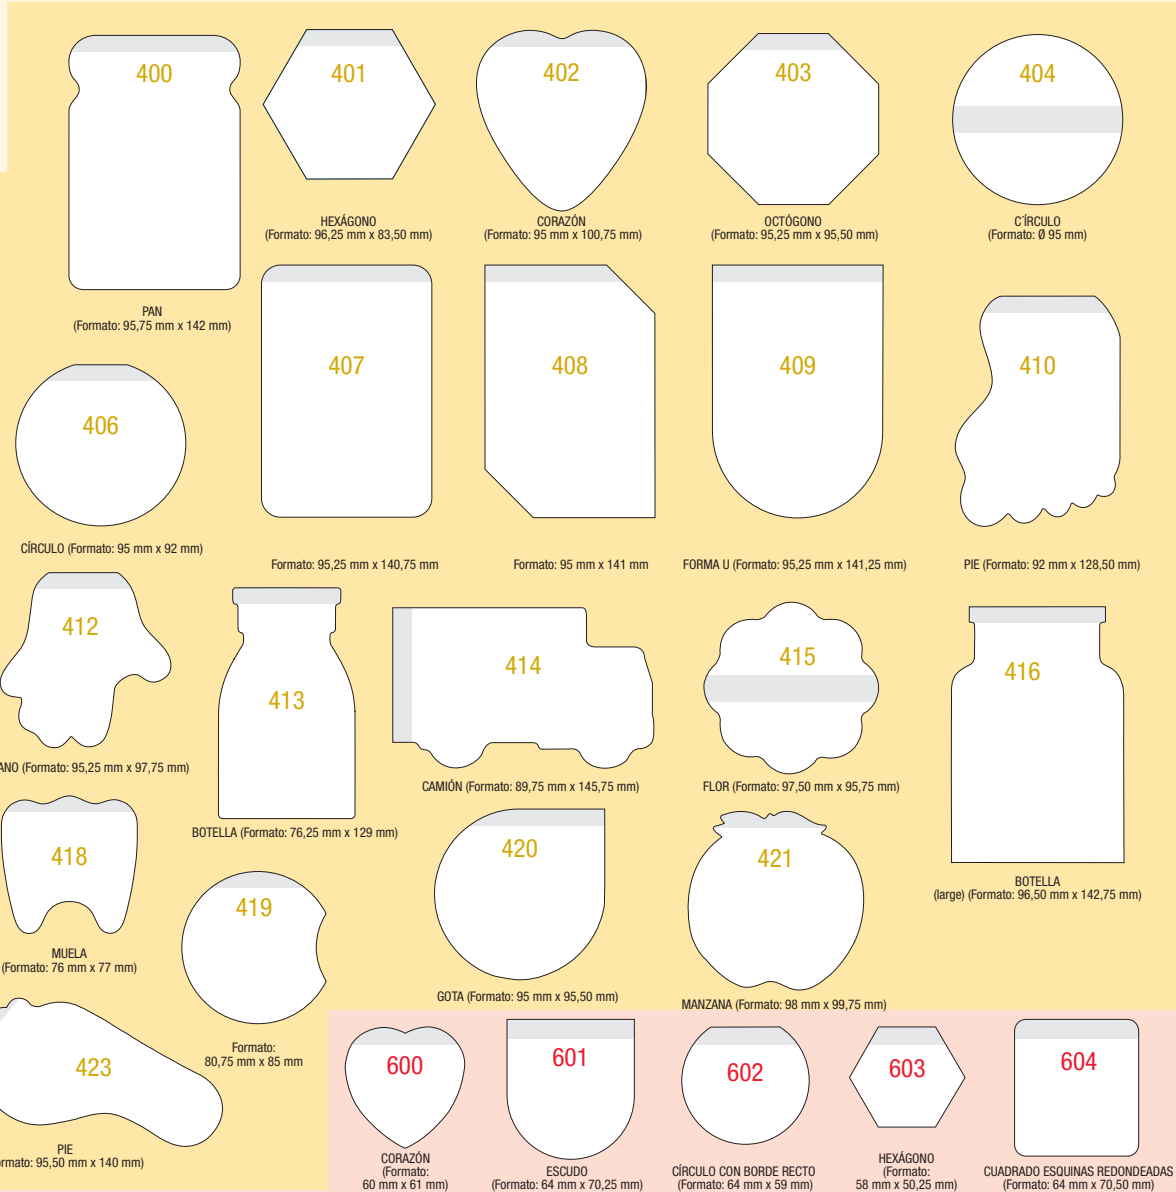 400
401
402
403
404
HEXÁGONO
(Formato: 96,25 mm x 83,50 mm)
CORAZÓN
(Formato: 95 mm x 100,75 mm)
OCTÓGONO
(Formato: 95,25 mm x 95,50 mm)
C´ÍRCULO
(Formato: Ø 95 mm)
PAN
(Formato: 95,75 mm x 142 mm)
406
407
408
409
410
CÍRCULO (Formato: 95 mm x 92 mm)
Formato: 95,25 mm x 140,75 mm
Formato: 95 mm x 141 mm
FORMA U (Formato: 95,25 mm x 141,25 mm)
PIE (Formato: 92 mm x 128,50 mm)
412
413
414
415
416
ANO (Formato: 95,25 mm x 97,75 mm)
BOTELLA (Formato: 76,25 mm x 129 mm)
CAMIÓN (Formato: 89,75 mm x 145,75 mm)
FLOR (Formato: 97,50 mm x 95,75 mm)
BOTELLA
(large) (Formato: 96,50 mm x 142,75 mm)
418
419
420
421
MUELA
(Formato: 76 mm x 77 mm)
Formato:
80,75 mm x 85 mm
GOTA (Formato: 95 mm x 95,50 mm)
MANZANA (Formato: 98 mm x 99,75 mm)
423
PIE
ormato: 95,50 mm x 140 mm)
600
601
602
603
604
CORAZÓN
(Formato:
60 mm x 61 mm)
ESCUDO
(Formato: 64 mm x 70,25 mm)
CÍRCULO CON BORDE RECTO
(Formato: 64 mm x 59 mm)
HEXÁGONO
(Formato:
58 mm x 50,25 mm)
CUADRADO ESQUINAS REDONDEADAS
(Formato: 64 mm x 70,50 mm)